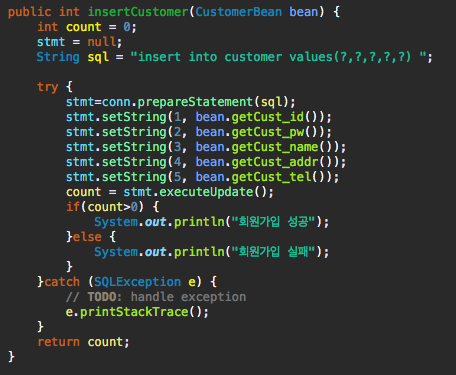 public int insertCustomer(CustomerBean bean) {
    int count = 0;
    stmt = null;
    String sql = "insert into customer values(?,?,?,?,?) ";

    try {
        stmt=conn.prepareStatement(sql);
        stmt.setString(1, bean.getCust_id());
        stmt.setString(2, bean.getCust_pw());
        stmt.setString(3, bean.getCust_name());
        stmt.setString(4, bean.getCust_addr());
        stmt.setString(5, bean.getCust_tel());
        count = stmt.executeUpdate();
        if(count>0) {
            System.out.println("회원가입 성공");
        }else {
            System.out.println("회원가입 실패");
        }
    }catch (SQLException e) {
        // TODO: handle exception
        e.printStackTrace();
    }
    return count;
}